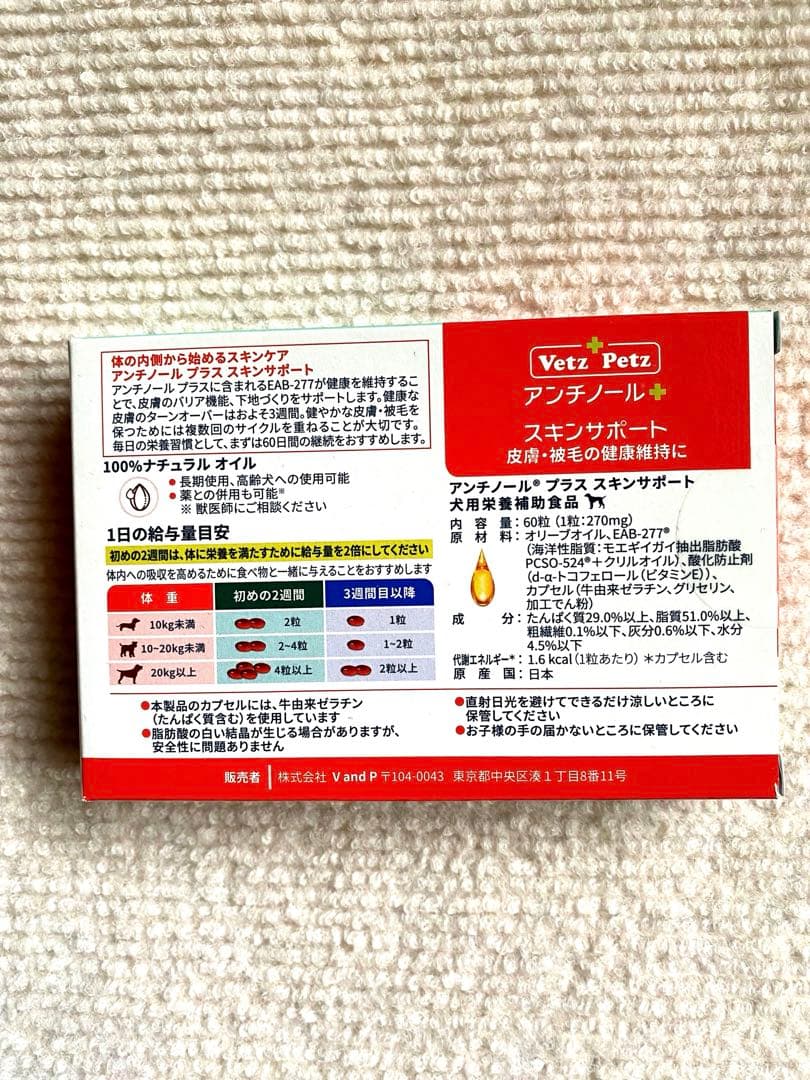 体の内側から始めるスキンケア
アンチノール プラス スキンサポート
アンチノール プラスに含まれるEAB-277が健康を維持するこ
とで、皮膚のバリア機能、下地づくりをサポートします。健康な
皮膚のターンオーバーはおよそ3週間。健やかな皮膚・被毛を
保つためには複数回のサイクルを重ねることが大切です。
毎日の栄養習慣として、まずは60日間の継続をおすすめします。
100%ナチュラル オイル
●長期使用、高齢犬への使用可能
●薬との併用も可能※
※ 獣医師にご相談ください
1日の給与量目安
初めの2週間は、体に栄養を満たすために給与量を2倍にしてください
体内への吸収を高めるために食べ物と一緒に与えることをおすすめします
体 重 初めの2週間 3週間目以降
10kg未満 2粒 1粒
10~20kg未満 2~4粒 1~2粒
20kg以上 4粒以上 2粒以上
Vetz Petz
アンチノール+
スキンサポート
皮膚・被毛の健康維持に
アンチノール® プラス スキンサポート
犬用栄養補助食品
内 容 量:60粒(1粒:270mg)
原 材 料:オリーブオイル、EAB-277®
(海洋性脂質:モエギイガイ抽出脂肪酸
PCSO-524®+クリルオイル)、酸化防止剤
(d-α-トコフェロール(ビタミンE))、
カプセル(牛由来ゼラチン、グリセリン、
加工でん粉)
成 分:たんぱく質29.0%以上、脂質51.0%以上、
粗繊維0.1%以下、灰分0.6%以下、水分
4.5%以下
代謝エネルギー*:1.6 kcal(1粒あたり) *カプセル含む
原 産 国:日本
●本製品のカプセルには、牛由来ゼラチン
(たんぱく質含む)を使用しています
●脂肪酸の白い結晶が生じる場合がありますが、
安全性に問題ありません
●直射日光を避けてできるだけ涼しいところに
保管してください
●お子様の手の届かないところに保管してください
販売者 株式会社 V and P 〒104-0043 東京都中央区湊1丁目8番11号